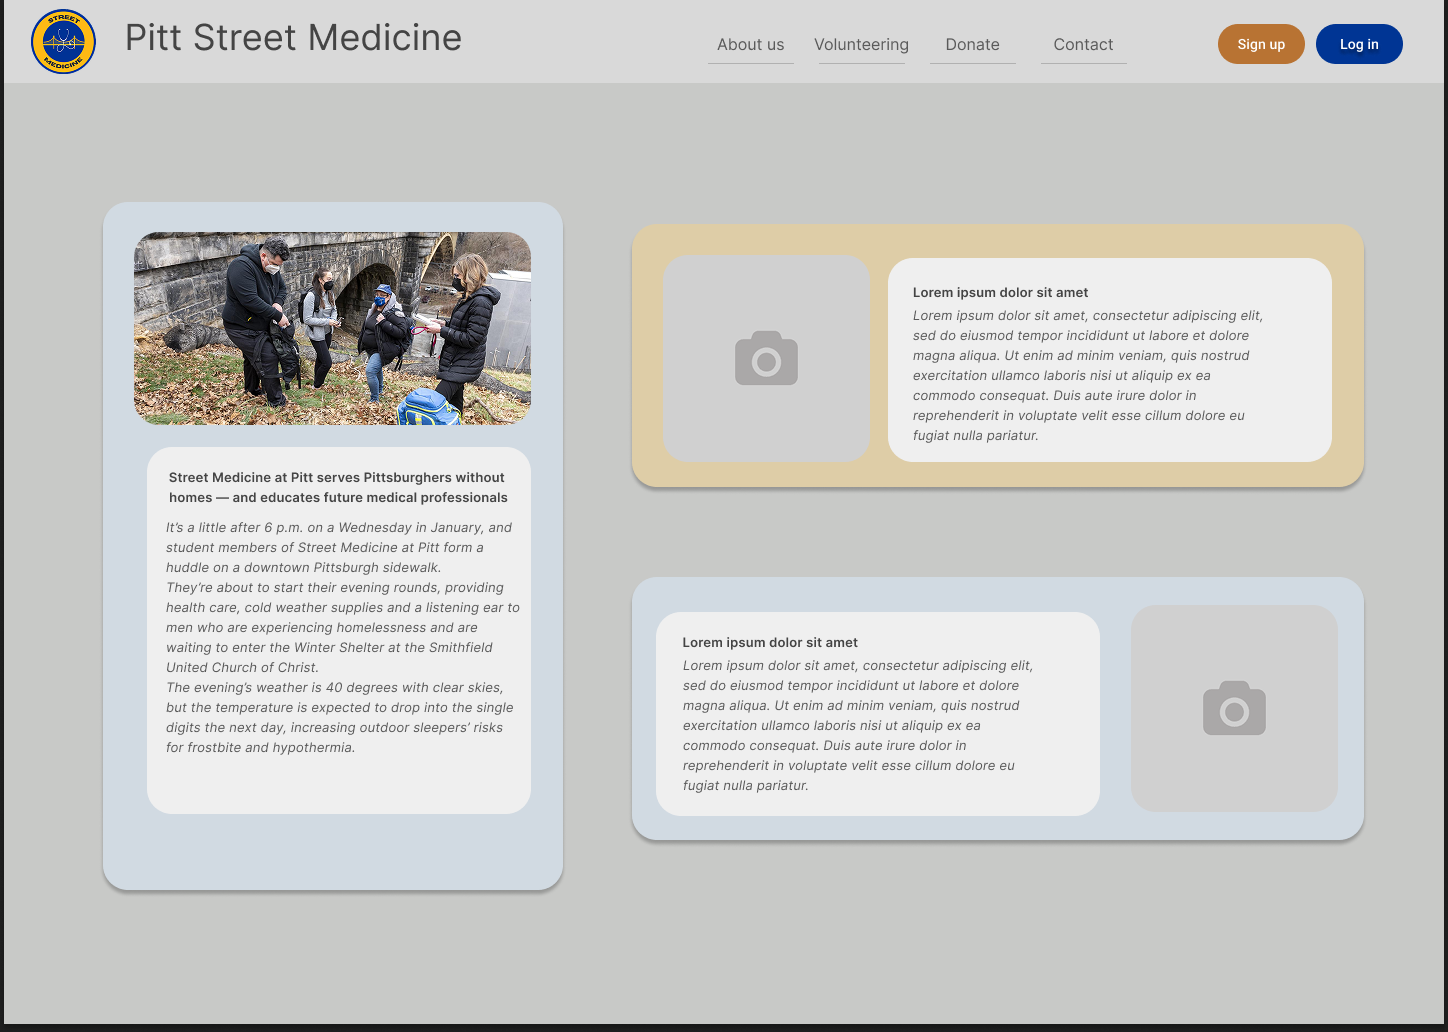 STREET
MEDICINE
Pitt Street Medicine
About us
Volunteering
Donate
Contact
Sign up
Log in
Street Medicine at Pitt serves Pittsburghers without
homes — and educates future medical professionals
It’s a little after 6 p.m. on a Wednesday in January, and
student members of Street Medicine at Pitt form a
huddle on a downtown Pittsburgh sidewalk.
They’re about to start their evening rounds, providing
health care, cold weather supplies and a listening ear to
men who are experiencing homelessness and are
waiting to enter the Winter Shelter at the Smithfield
United Church of Christ.
The evening’s weather is 40 degrees with clear skies,
but the temperature is expected to drop into the single
digits the next day, increasing outdoor sleepers’ risks
for frostbite and hypothermia.
Lorem ipsum dolor sit amet
Lorem ipsum dolor sit amet, consectetur adipiscing elit,
sed do eiusmod tempor incididunt ut labore et dolore
magna aliqua. Ut enim ad minim veniam, quis nostrud
exercitation ullamco laboris nisi ut aliquip ex ea
commodo consequat. Duis aute irure dolor in
reprehenderit in voluptate velit esse cillum dolore eu
fugiat nulla pariatur.
Lorem ipsum dolor sit amet
Lorem ipsum dolor sit amet, consectetur adipiscing elit,
sed do eiusmod tempor incididunt ut labore et dolore
magna aliqua. Ut enim ad minim veniam, quis nostrud
exercitation ullamco laboris nisi ut aliquip ex ea
commodo consequat. Duis aute irure dolor in
reprehenderit in voluptate velit esse cillum dolore eu
fugiat nulla pariatur.